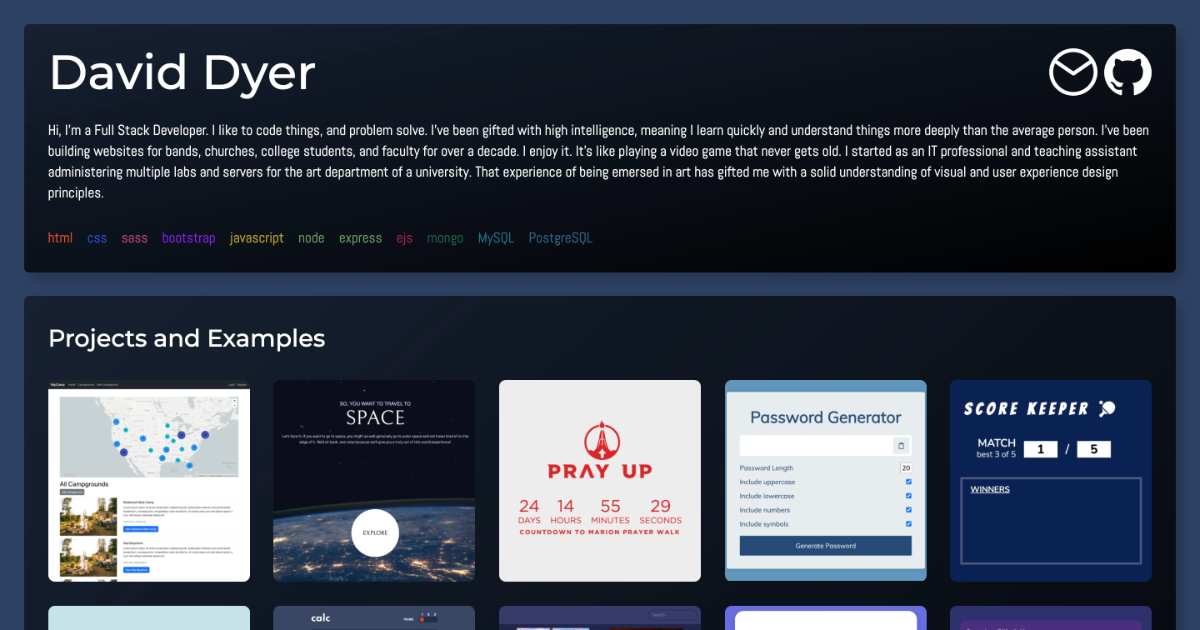 David Dyer
Hi, I'm a Full Stack Developer. I like to code things, and problem solve. I've been gifted with high intelligence, meaning I learn quickly and understand things more deeply than the average person. I've been
building websites for bands, churches, college students, and faculty for over a decade. I enjoy it. It's like playing a video game that never gets old. I started as an IT professional and teaching assistant
administering multiple labs and servers for the art department of a university. That experience of being emersed in art has gifted me with a solid understanding of visual and user experience design
principles.
html css sass bootstrap javascript node express ejs mongo MySQL PostgreSQL
Projects and Examples
All Campgrounds
SO, YOU WANT TO TRAVEL TO
SPACE
EXPLORE
PRAY UP
24 14 55 29
DAYS HOURS MINUTES SECONDS
COUNTDOWN TO MARION PRAYER WALK
Password Generator
Password Length 20
Include uppercase
Include lowercase
Include numbers
Include symbols
Generate Password
SCORE KEEPER
MATCH
best 3 of 5
1 / 5
WINNERS
calc
THEME
1 2 3
Search